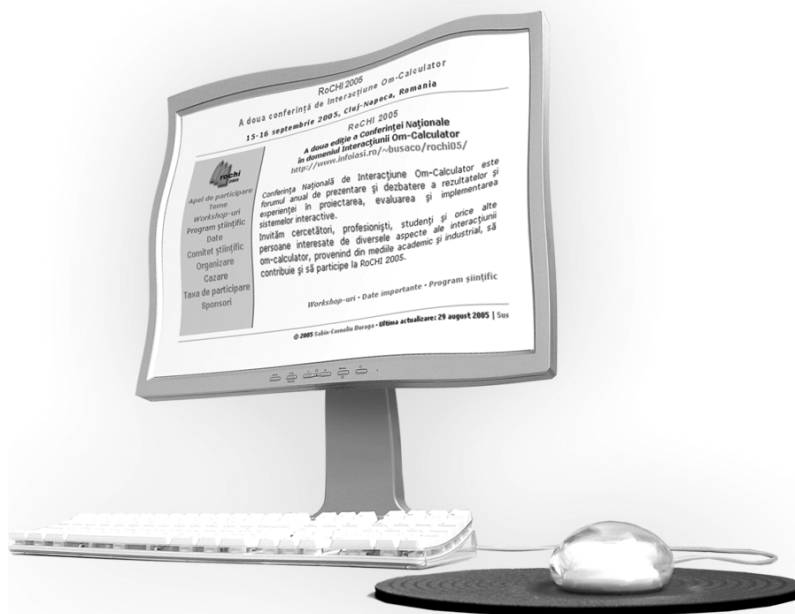 RoCHI 2005
A doua conferință de Interacțiune Om-Calculator
15-16 septembrie 2005, Cluj-Napoca, Romania
rochi
2005
Apel de participare
Teme
Workshop-uri
Program științific
Date
Comitet științific
Organizare
Cazare
Taxa de participare
Sponsori
RoCHI 2005
A doua ediție a Conferinței Naționale
în domeniul Interacțiunii Om-Calculator
http://www.infoiasi.ro/~busaco/rochi05/
Conferința Națională de Interacțiune Om-Calculator este
forumul anual de prezentare și dezbatere a rezultatelor și
experienței în proiectarea, evaluarea și implementarea
sistemelor interactive.
Invităm cercetători, profesioniști, studenți și orice alte
persoane interesate de diversele aspecte ale interacțiunii
om-calculator, provenind din mediile academic și industrial, să
contribuie și să participe la RoCHI 2005.
Workshop-uri • Date importante • Program șiințific
© 2005 Sabin-Corneliu Buraga • Ultima actualizare: 29 august 2005 | Sus